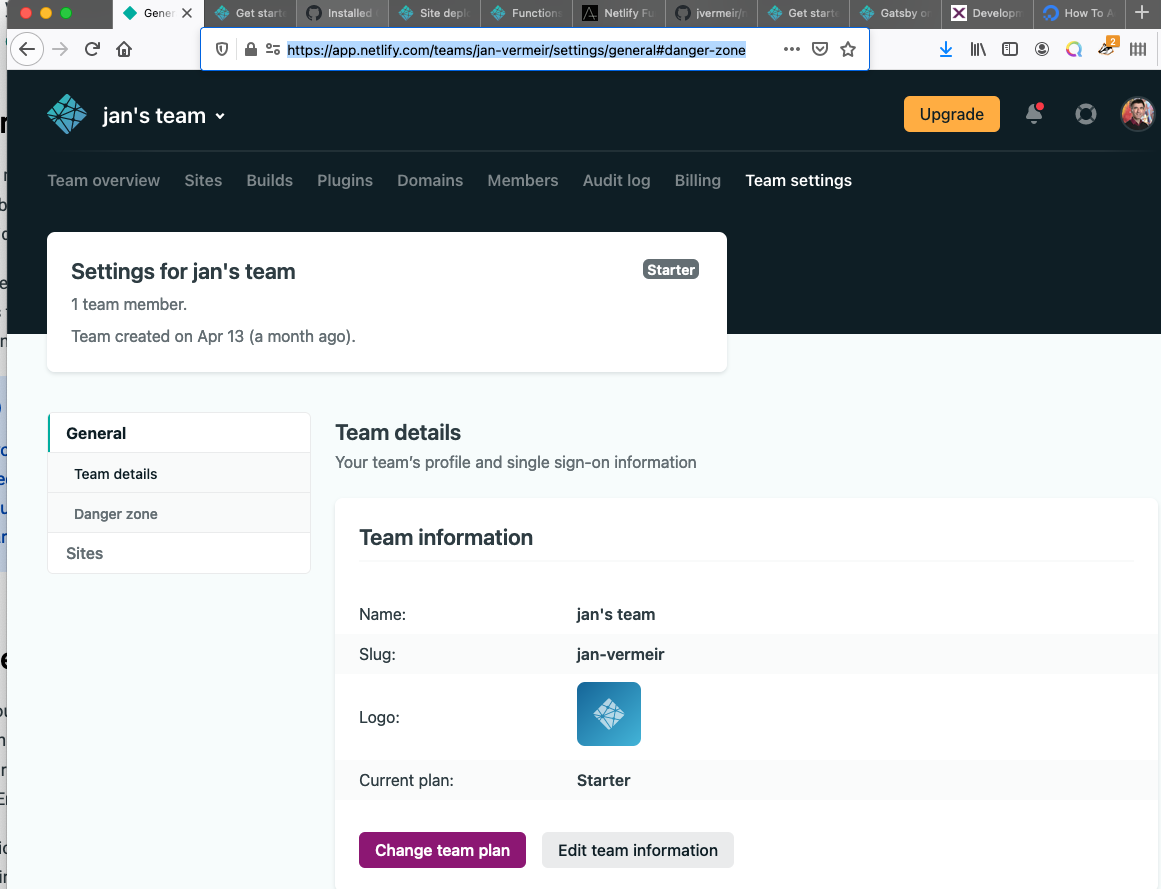 Gener
Get starte
Installed
Site depl
Functions
Netlify Fu
jvermeir/r
Get starte
Gatsby or
Developm
How To A
https://app.netlify.com/teams/jan-vermeir/settings/general#danger-zone
2
jan's team
Upgrade
Team overview Sites Builds Plugins Domains Members Audit log Billing Team settings
Settings for jan's team
Starter
1 team member.
Team created on Apr 13 (a month ago).
General
Team details
Danger zone
Sites
Team details
Your team’s profile and single sign-on information
Team information
Name: jan's team
Slug: jan-vermeir
Logo:
Current plan: Starter
Change team plan Edit team information